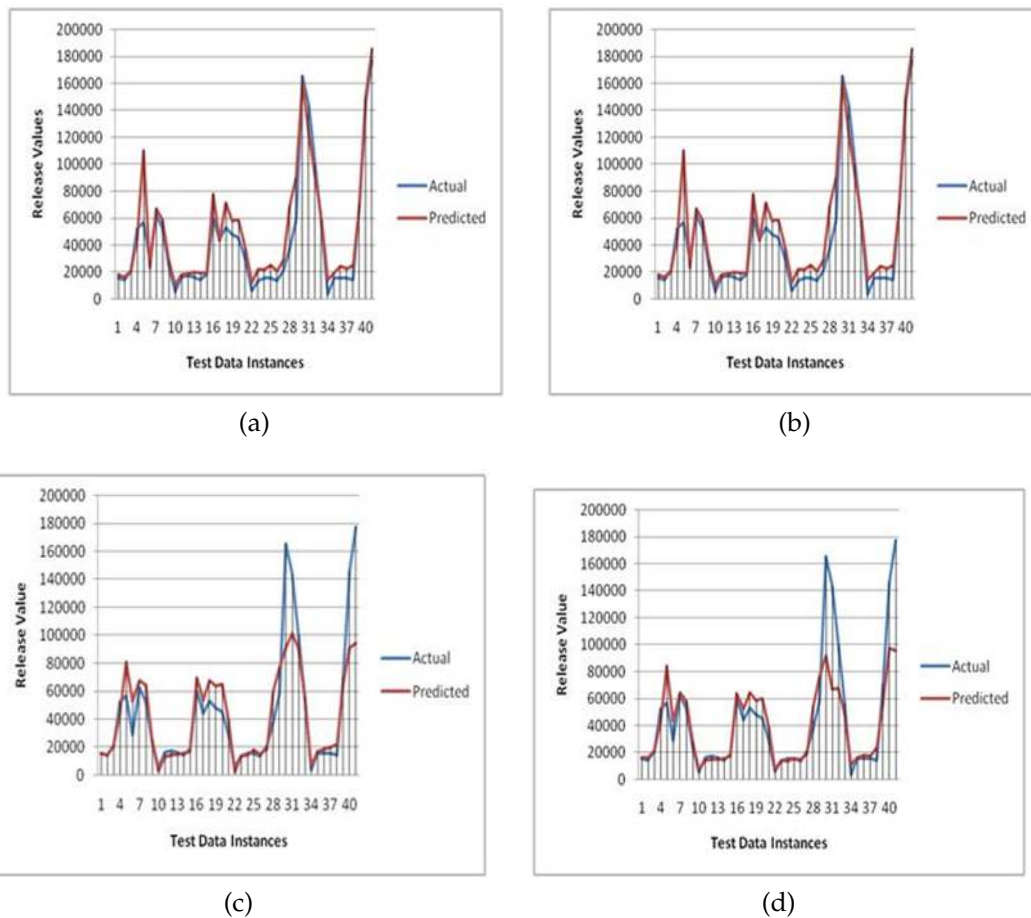 200000
180000
160000
140000
120000
100000
80000
60000
40000
20000
0
Release Values
1 4 7 10 13 16 19 22 25 28 31 34 37 40
Test Data Instances
Actual
Predicted
(a)
200000
180000
160000
140000
120000
100000
80000
60000
40000
20000
0
Release Values
1 4 7 10 13 16 19 22 25 28 31 34 37 40
Test Data Instances
Actual
Predicted
(b)
200000
180000
160000
140000
120000
100000
80000
60000
40000
20000
0
Release Value
1 4 7 10 13 16 19 22 25 28 31 34 37 40
Test Data Instances
Actual
Predicted
(c)
200000
180000
160000
140000
120000
100000
80000
60000
40000
20000
0
Release Value
1 4 7 10 13 16 19 22 25 28 31 34 37 40
Test Data Instances
Actual
Predicted
(d)